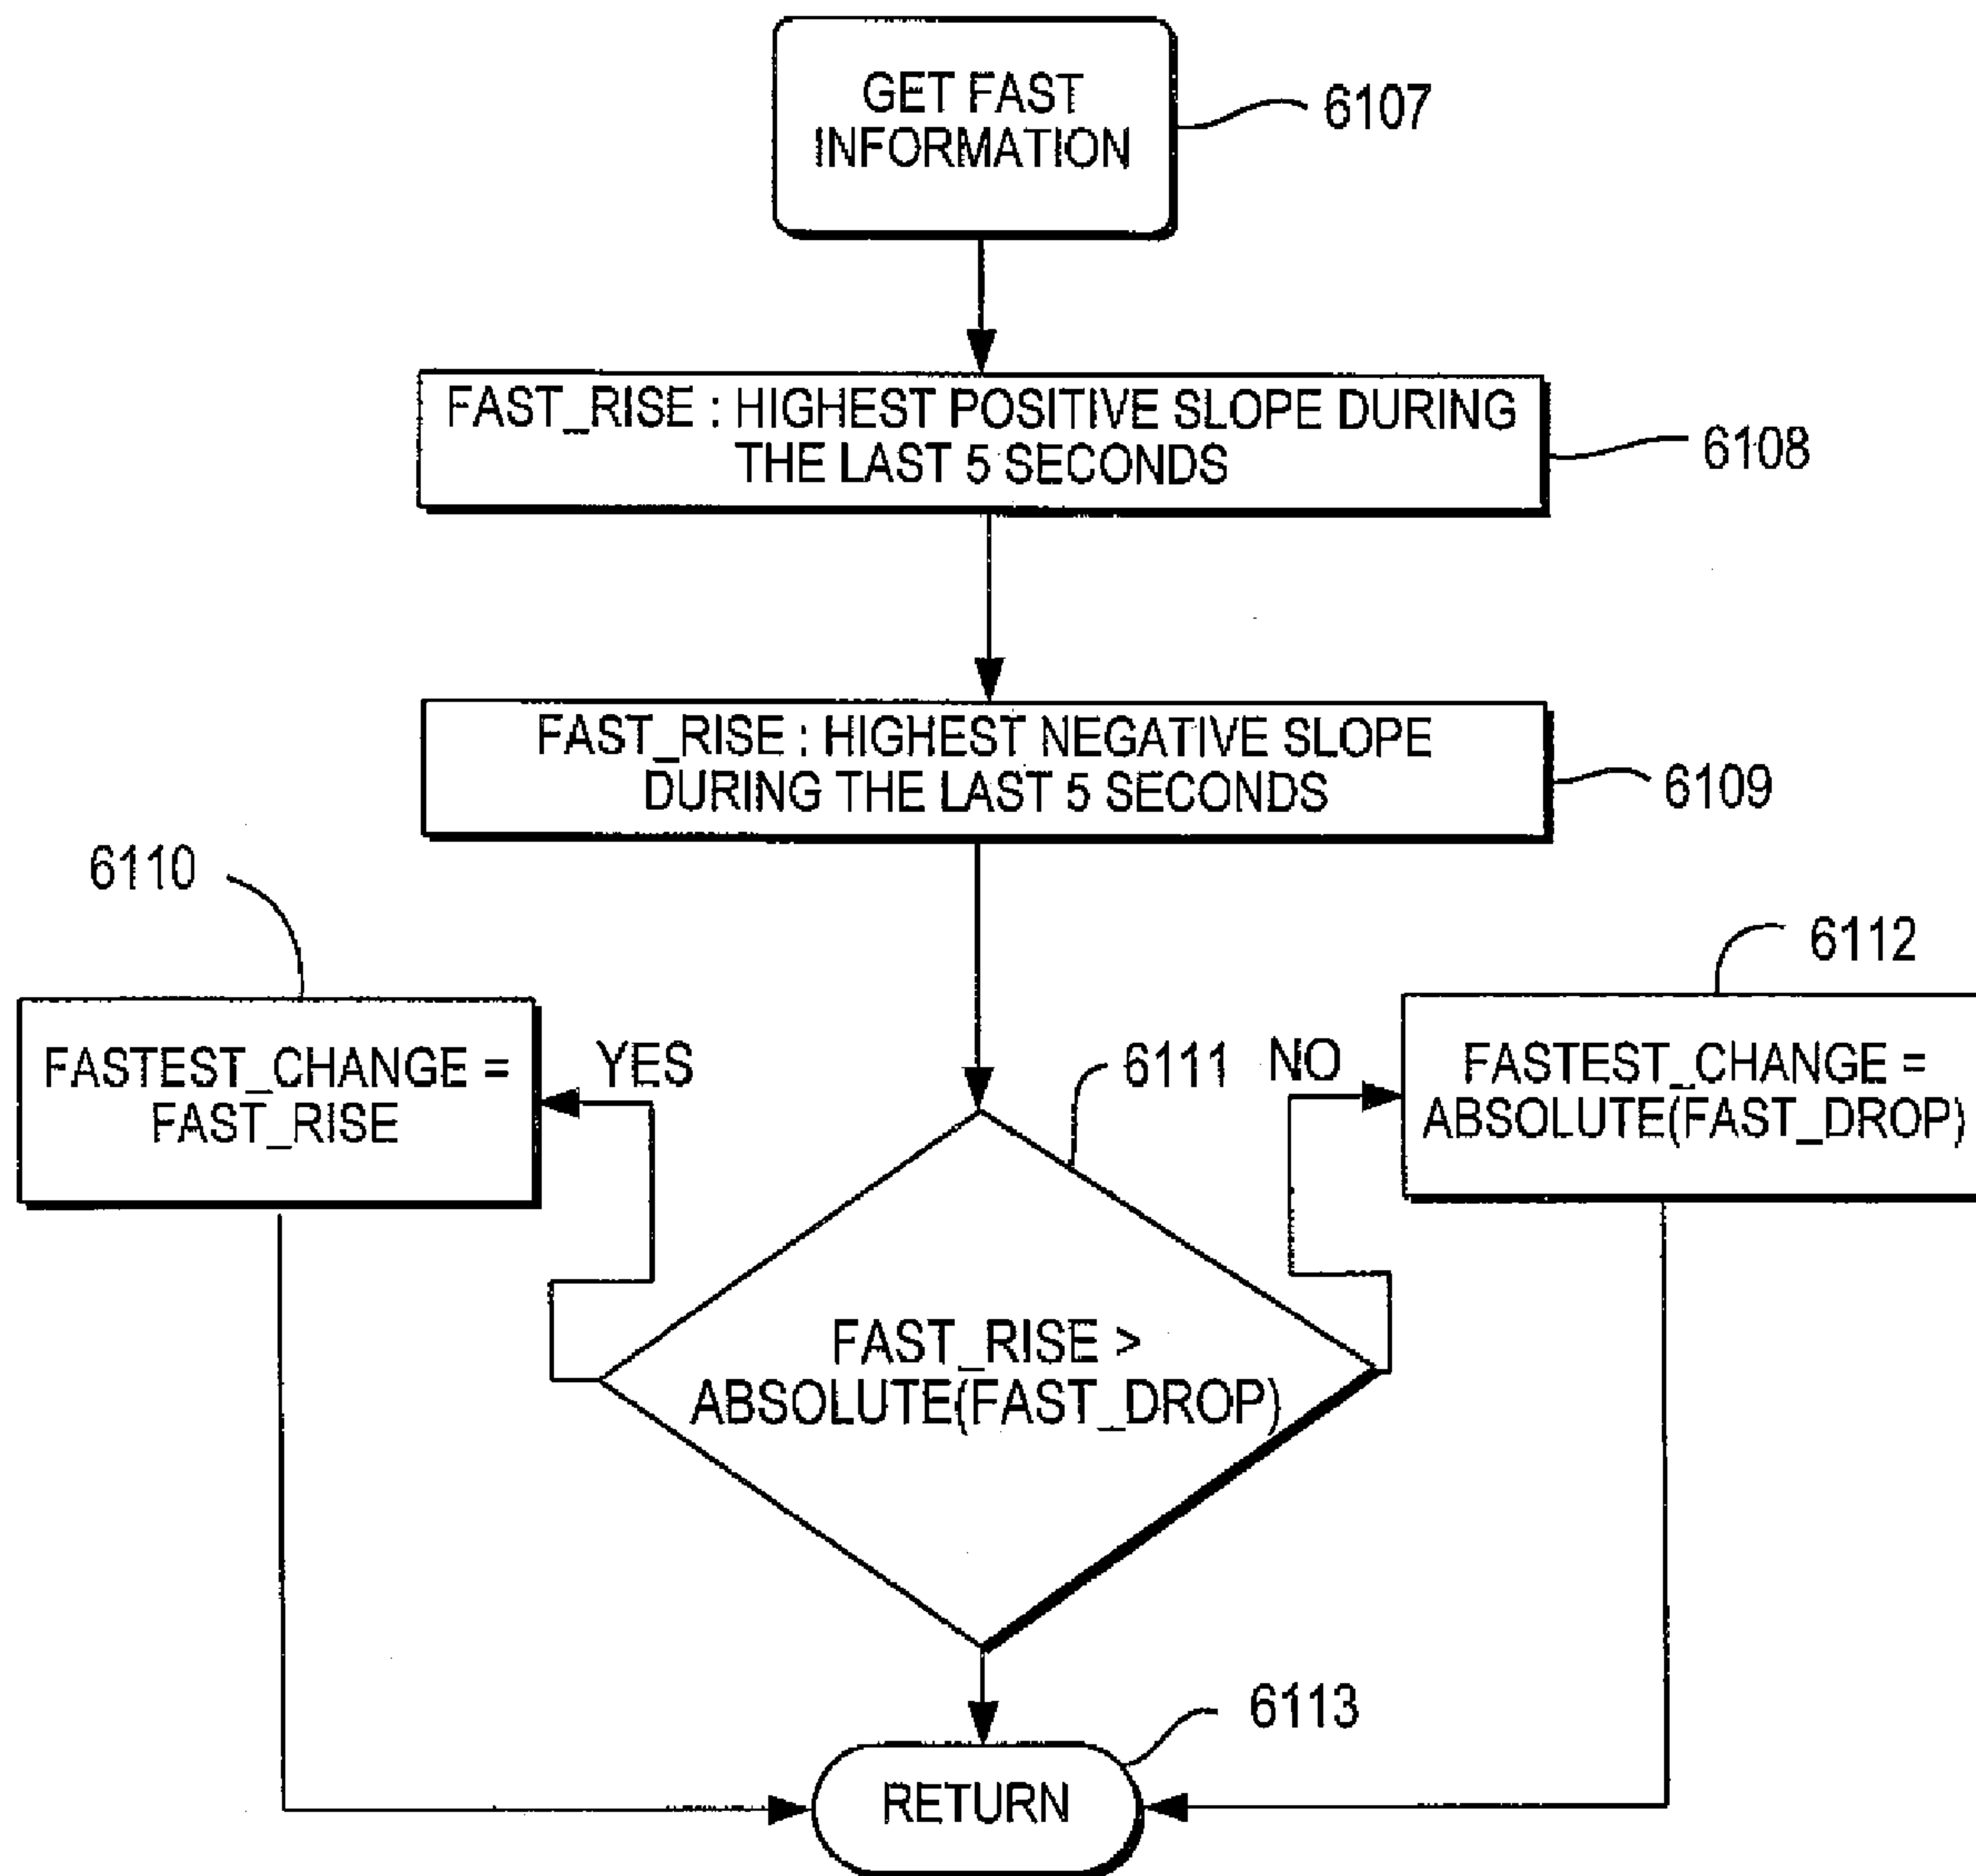 GET FAST
INFORMATION
6107
FAST_RISE : HIGHEST POSITIVE SLOPE DURING
THE LAST 5 SECONDS
6108
FAST_RISE : HIGHEST NEGATIVE SLOPE
DURING THE LAST 5 SECONDS
6109
6110
FASTEST_CHANGE =
FAST_RISE
YES
6111
NO
6112
FASTEST_CHANGE =
ABSOLUTE(FAST_DROP)
FAST_RISE >
ABSOLUTE(FAST_DROP)
6113
RETURN